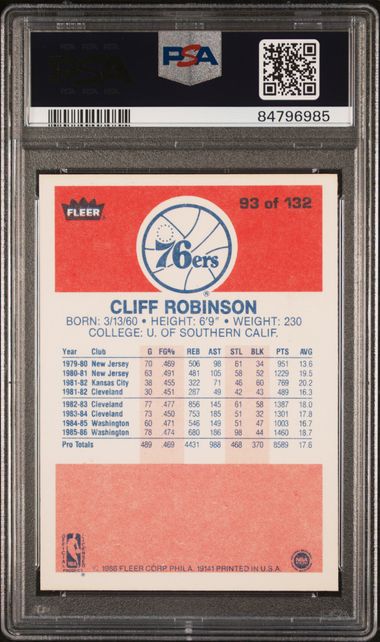 PSA
84796985
FLEER
93 of 132
76ers
®
CLIFF ROBINSON
BORN: 3/13/60 • HEIGHT: 6'9" • WEIGHT: 230
COLLEGE: U. OF SOUTHERN CALIF.
Year Club G FG% REB AST STL BLK PTS AVG
1979-80 New Jersey 70 .469 506 98 61 34 951 13.6
1980-81 New Jersey 63 .491 481 105 58 52 1229 19.5
1981-82 Kansas City 38 .455 322 71 46 60 769 20.2
1981-82 Cleveland 30 .451 287 49 42 43 489 16.3
1982-83 Cleveland 77 .477 856 145 61 58 1387 18.0
1983-84 Cleveland 73 .450 753 185 51 32 1301 17.8
1984-85 Washington 60 .471 546 149 51 47 1003 16.7
1985-86 Washington 78 .474 680 186 98 44 1460 18.7
Pro Totals 489 .469 4431 988 468 370 8589 17.6
NBA
© 1986 FLEER CORP. PHILA. 19141 PRINTED IN U.S.A.